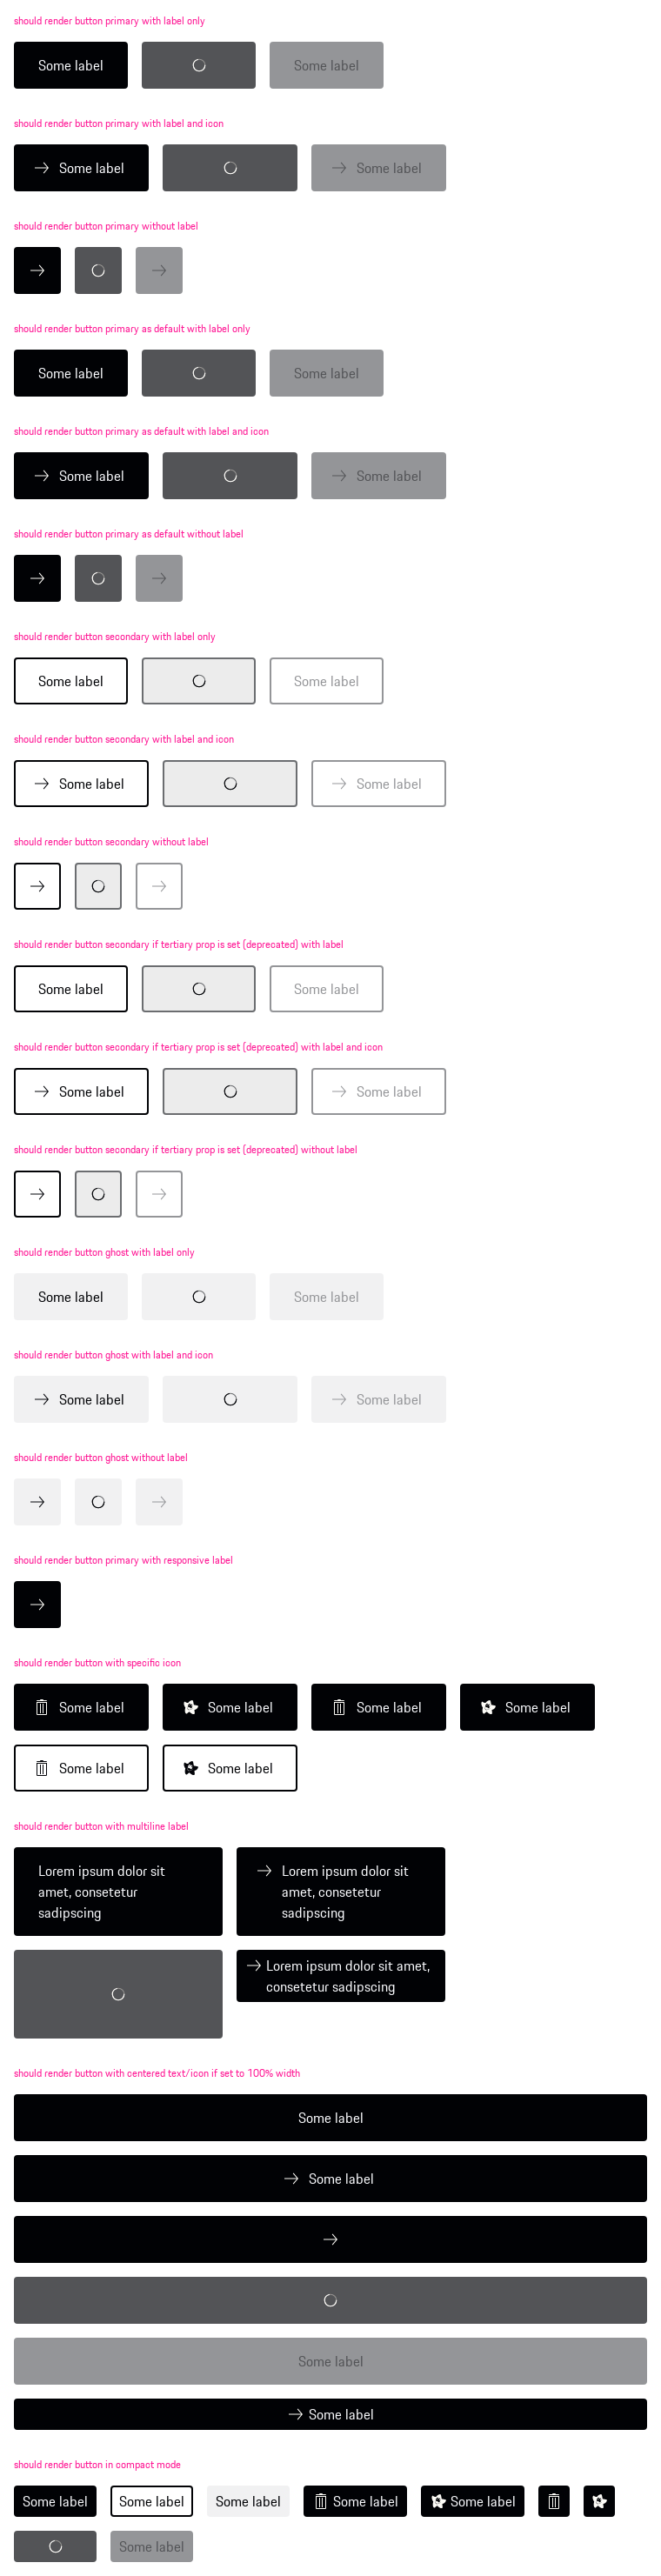 should render button primary with label only
Some label Some label
should render button primary with label and icon
Some label Some label
should render button primary without label
should render button primary as default with label only
Some label Some label
should render button primary as default with label and icon
Some label Some label
should render button primary as default without label
should render button secondary with label only
Some label Some label
should render button secondary with label and icon
Some label Some label
should render button secondary without label
should render button secondary if tertiary prop is set (deprecated) with label
Some label Some label
should render button secondary if tertiary prop is set (deprecated) with label and icon
Some label Some label
should render button secondary if tertiary prop is set (deprecated) without label
should render button ghost with label only
Some label Some label
should render button ghost with label and icon
Some label Some label
should render button ghost without label
should render button primary with responsive label
should render button with specific icon
Some label Some label Some label Some label
Some label Some label
should render button with multiline label
Lorem ipsum dolor sit
amet, consetetur
sadipscing
Lorem ipsum dolor sit
amet, consetetur
sadipscing
Lorem ipsum dolor sit amet,
consetetur sadipscing
should render button with centered text/icon if set to 100% width
Some label
Some label
Some label
Some label
should render button in compact mode
Some label Some label Some label Some label Some label
Some label